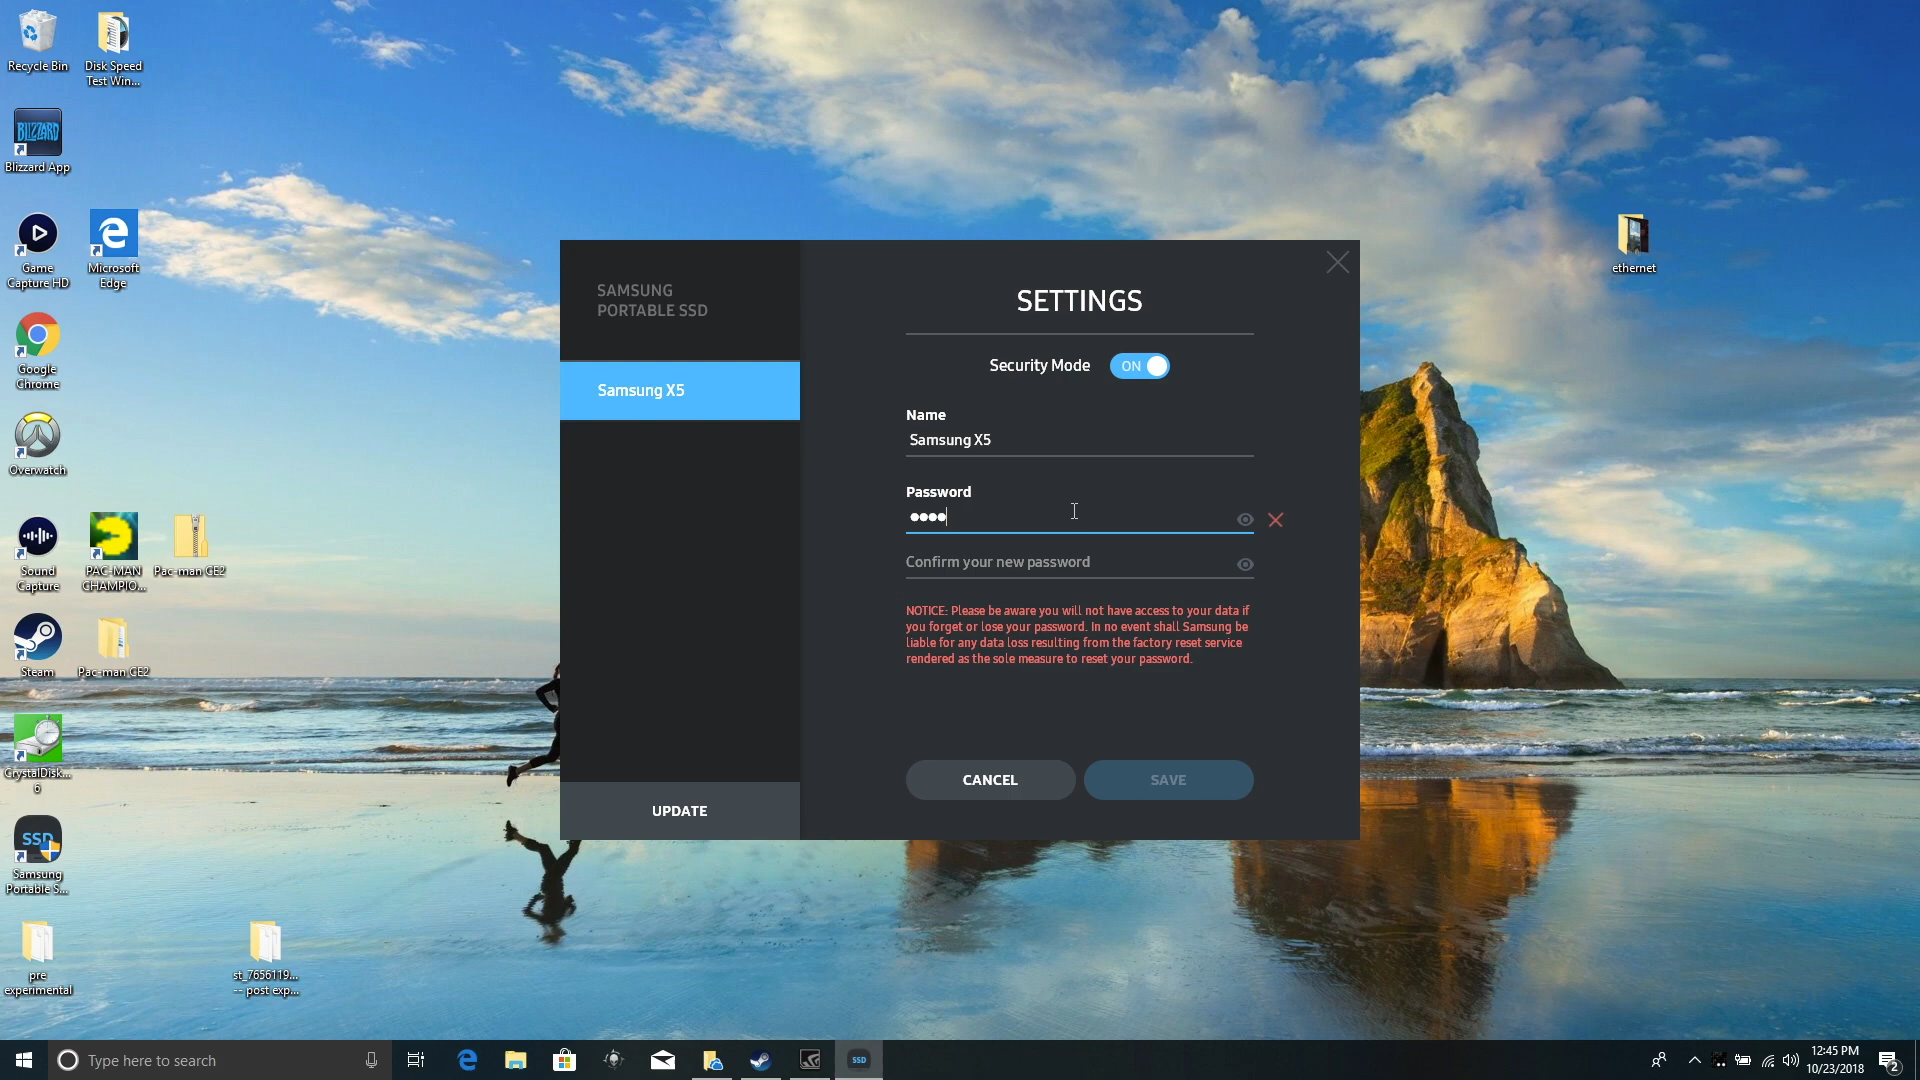 Recycle Bin
Disk Speed
Test Win...
BLIZZARD
Blizzard App
Game
Capture HD
Microsoft
Edge
Google
Chrome
Overwatch
Sound
Capture
PAC-MAN
CHAMPIO...
Pac-man CE2
Steam
Pac-man CE2
CrystalDisk...
6
SSD
Samsung
Portable S...
pre
experimental
st_7656119...
-- post exp...
ethernet
SAMSUNG
PORTABLE SSD
Samsung X5
UPDATE
SETTINGS
Security Mode
ON
Name
Samsung X5
Password
Confirm your new password
NOTICE: Please be aware you will not have access to your data if
you forget or lose your password. In no event shall Samsung be
liable for any data loss resulting from the factory reset service
rendered as the sole measure to reset your password.
CANCEL
SAVE
Type here to search
SSD
12:45 PM
10/23/2018
2